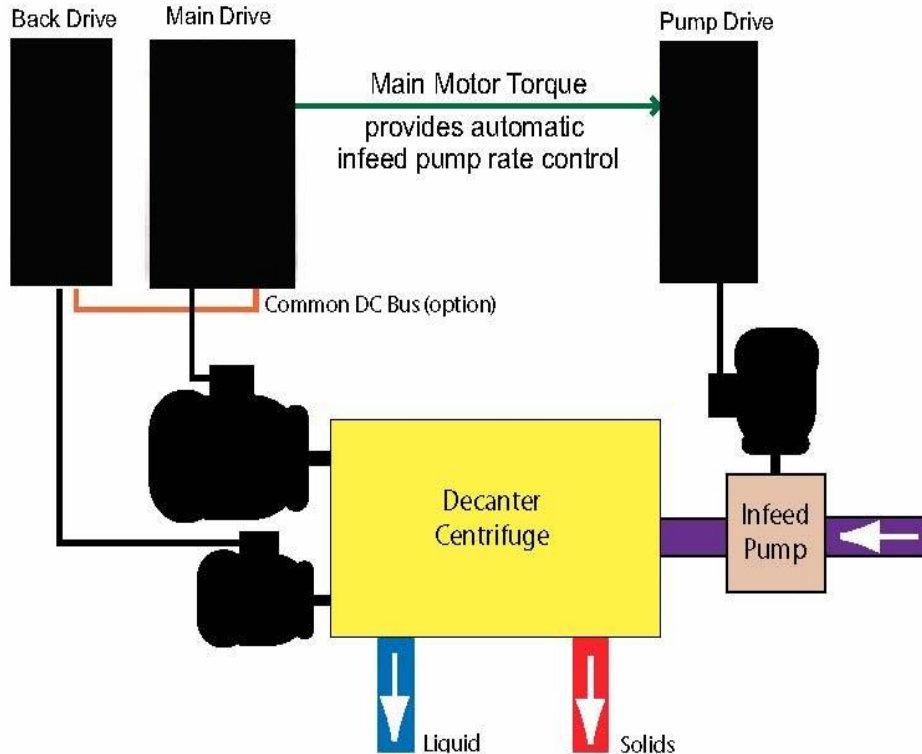 Back Drive
Main Drive
Pump Drive
Main Motor Torque
provides automatic
infeed pump rate control
Common DC Bus (option)
Decanter
Centrifuge
Infeed
Pump
Liquid
Solids